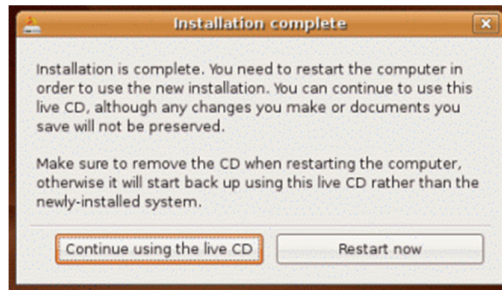 Installation complete
Installation is complete. You need to restart the computer in
order to use the new installation. You can continue to use this
live CD, although any changes you make or documents you
save will not be preserved.
Make sure to remove the CD when restarting the computer,
otherwise it will start back up using this live CD rather than the
newly-installed system.
Continue using the live CD
Restart now